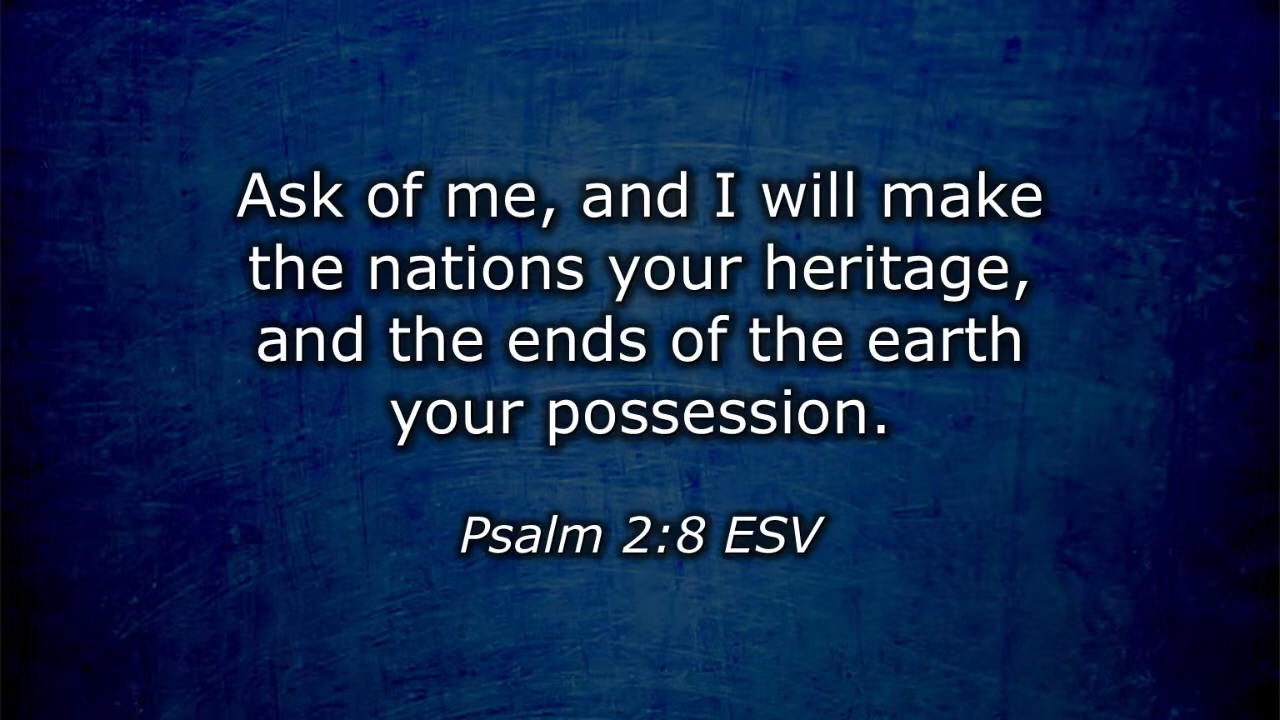 Ask of me, and I will make
the nations your heritage,
and the ends of the earth
your possession.
Psalm 2:8 ESV